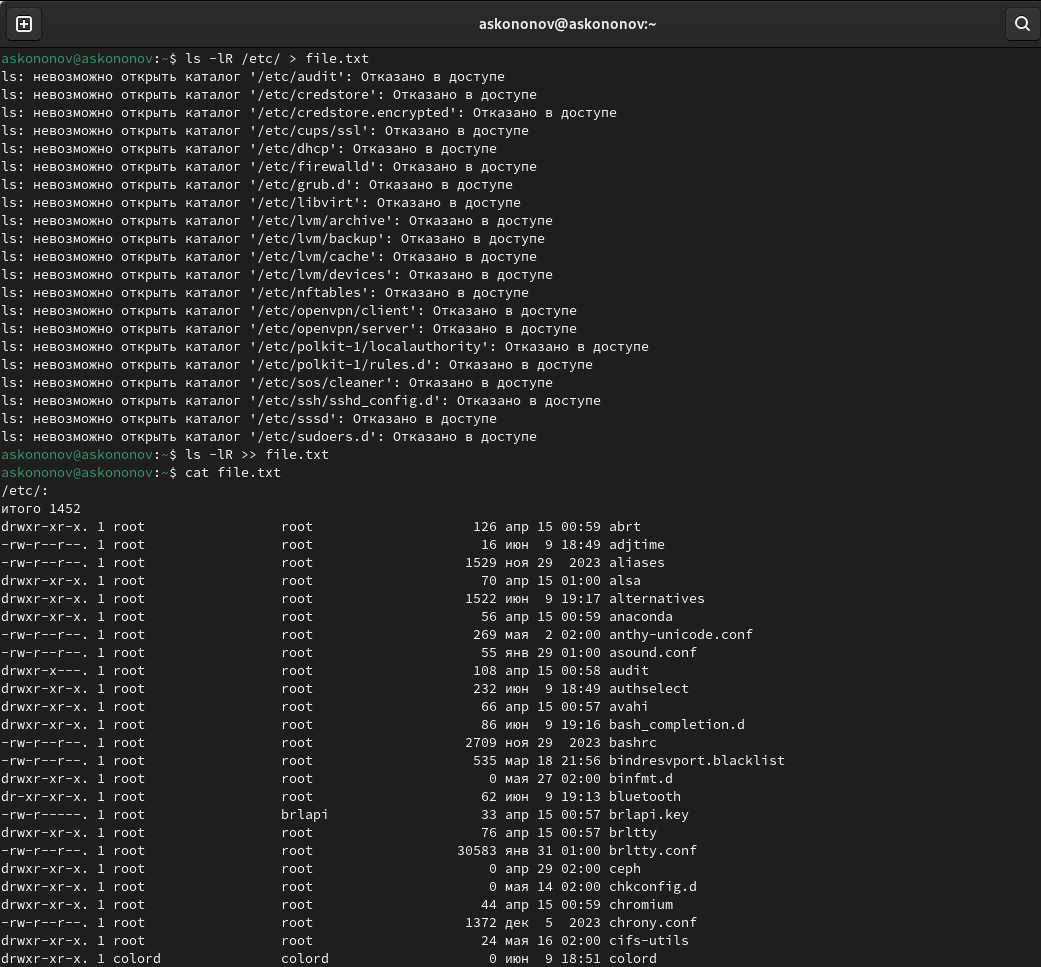 askononov@askononov:~
askononov@askononov:~$ ls -lR /etc/ > file.txt
ls: невозможно открыть каталог '/etc/audit': Отказано в доступе
ls: невозможно открыть каталог '/etc/credstore': Отказано в доступе
ls: невозможно открыть каталог '/etc/credstore.encrypted': Отказано в доступе
ls: невозможно открыть каталог '/etc/cups/ssl': Отказано в доступе
ls: невозможно открыть каталог '/etc/dhcp': Отказано в доступе
ls: невозможно открыть каталог '/etc/firewalld': Отказано в доступе
ls: невозможно открыть каталог '/etc/grub.d': Отказано в доступе
ls: невозможно открыть каталог '/etc/libvirt': Отказано в доступе
ls: невозможно открыть каталог '/etc/lvm/archive': Отказано в доступе
ls: невозможно открыть каталог '/etc/lvm/backup': Отказано в доступе
ls: невозможно открыть каталог '/etc/lvm/cache': Отказано в доступе
ls: невозможно открыть каталог '/etc/lvm/devices': Отказано в доступе
ls: невозможно открыть каталог '/etc/nftables': Отказано в доступе
ls: невозможно открыть каталог '/etc/openvpn/client': Отказано в доступе
ls: невозможно открыть каталог '/etc/openvpn/server': Отказано в доступе
ls: невозможно открыть каталог '/etc/polkit-1/localauthority': Отказано в доступе
ls: невозможно открыть каталог '/etc/polkit-1/rules.d': Отказано в доступе
ls: невозможно открыть каталог '/etc/sos/cleaner': Отказано в доступе
ls: невозможно открыть каталог '/etc/ssh/sshd_config.d': Отказано в доступе
ls: невозможно открыть каталог '/etc/sssd': Отказано в доступе
ls: невозможно открыть каталог '/etc/sudoers.d': Отказано в доступе
askononov@askononov:~$ ls -lR >> file.txt
askononov@askononov:~$ cat file.txt
/etc/:
итого 1452
drwxr-xr-x. 1 root root 126 апр 15 00:59 abrt
-rw-r--r--. 1 root root 16 июн 9 18:49 adjtime
-rw-r--r--. 1 root root 1529 ноя 29 2023 aliases
drwxr-xr-x. 1 root root 70 апр 15 01:00 alsa
drwxr-xr-x. 1 root root 1522 июн 9 19:17 alternatives
drwxr-xr-x. 1 root root 56 апр 15 00:59 anaconda
-rw-r--r--. 1 root root 269 мая 2 02:00 anthy-unicode.conf
-rw-r--r--. 1 root root 55 янв 29 01:00 asound.conf
drwxr-x---. 1 root root 108 апр 15 00:58 audit
drwxr-xr-x. 1 root root 232 июн 9 18:49 authselect
drwxr-xr-x. 1 root root 66 апр 15 00:57 avahi
drwxr-xr-x. 1 root root 86 июн 9 19:16 bash_completion.d
-rw-r--r--. 1 root root 2709 ноя 29 2023 bashrc
-rw-r--r--. 1 root root 535 мар 18 21:56 bindresvport.blacklist
drwxr-xr-x. 1 root root 0 мая 27 02:00 binfmt.d
dr-xr-xr-x. 1 root root 62 июн 9 19:13 bluetooth
-rw-r-----. 1 root brlapi 33 апр 15 00:57 brlapi.key
drwxr-xr-x. 1 root root 76 апр 15 00:57 brltty
-rw-r--r--. 1 root root 30583 янв 31 01:00 brltty.conf
drwxr-xr-x. 1 root root 0 апр 29 02:00 ceph
drwxr-xr-x. 1 root root 0 мая 14 02:00 chkconfig.d
drwxr-xr-x. 1 root root 44 апр 15 00:59 chromium
-rw-r--r--. 1 root root 1372 дек 5 2023 chrony.conf
drwxr-xr-x. 1 root root 24 мая 16 02:00 cifs-utils
drwxr-xr-x. 1 colord colord 0 июн 9 18:51 colord